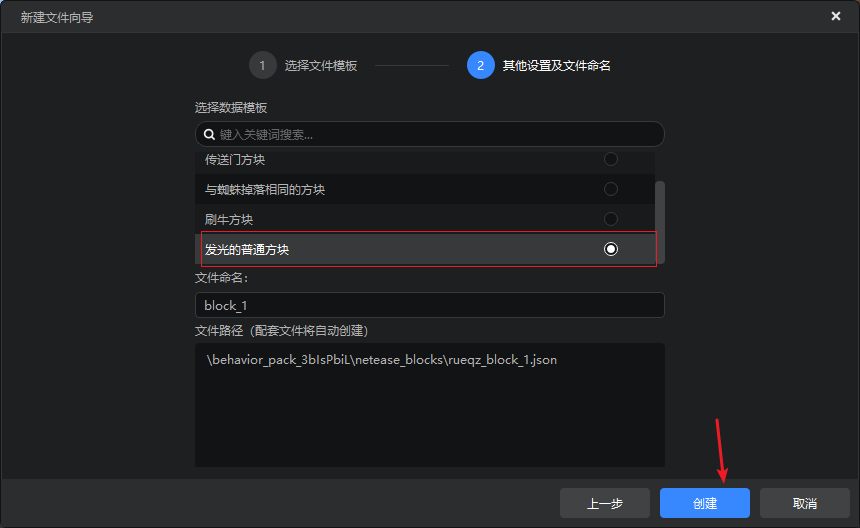 新建文件向导
1 选择文件模板 2 其他设置及文件命名
选择数据模板
键入关键词搜索...
传送门方块
与蜘蛛掉落相同的方块
刷牛方块
发光的普通方块
文件命名:
block_1
文件路径（配套文件将自动创建）
\behavior_pack_3bIsPbiL\netease_blocks\rueqz_block_1.json
上一步 创建 取消